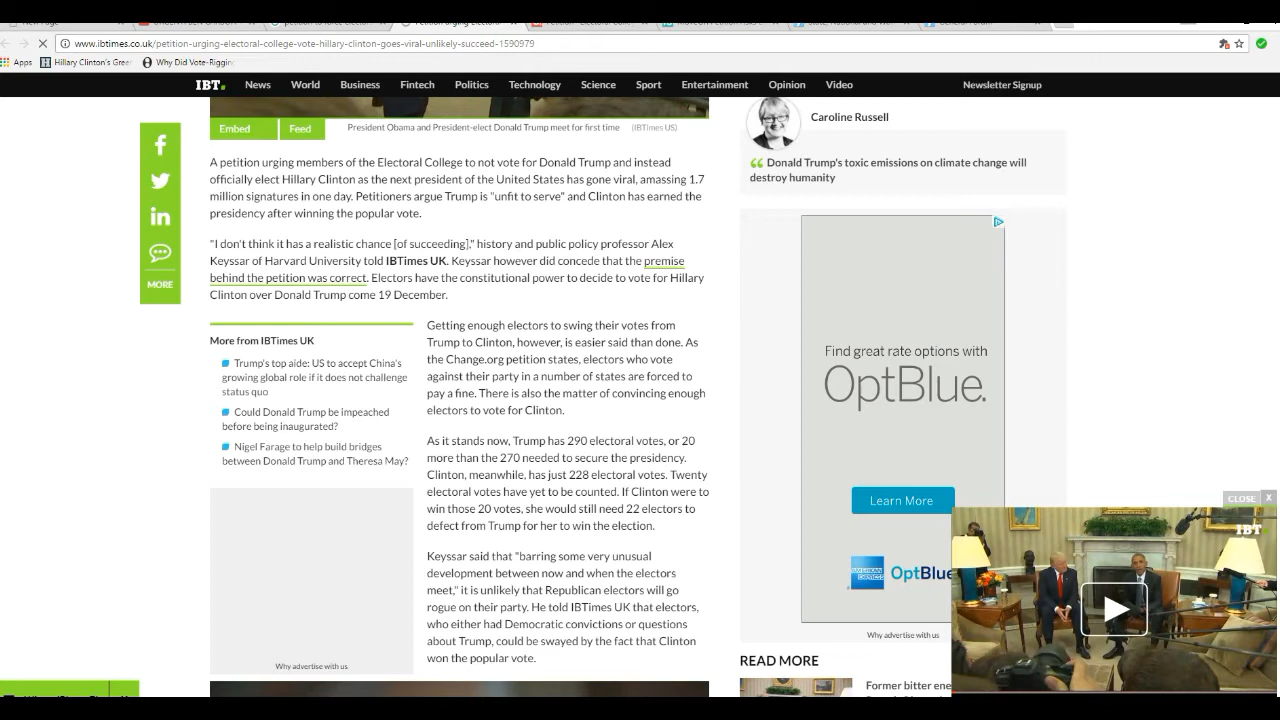 www.ibtimes.co.uk/petition-urging-electoral-college-vote-hillary-clinton-goes-viral-unlikely-succeed-1590979
Apps Hillary Clinton's Gree Why Did Vote-Rigging
IBT. News World Business Fintech Politics Technology Science Sport Entertainment Opinion Video Newsletter Signup
Embed Feed President Obama and President-elect Donald Trump meet for first time (IBTimes US)
A petition urging members of the Electoral College to not vote for Donald Trump and instead
officially elect Hillary Clinton as the next president of the United States has gone viral, amassing 1.7
million signatures in one day. Petitioners argue Trump is "unfit to serve" and Clinton has earned the
presidency after winning the popular vote.
"I don't think it has a realistic chance [of succeeding]," history and public policy professor Alex
Keyssar of Harvard University told IBTimes UK. Keyssar however did concede that the premise
behind the petition was correct. Electors have the constitutional power to decide to vote for Hillary
Clinton over Donald Trump come 19 December.
MORE
More from IBTimes UK
Trump's top aide: US to accept China's
growing global role if it does not challenge
status quo
Could Donald Trump be impeached
before being inaugurated?
Nigel Farage to help build bridges
between Donald Trump and Theresa May?
Why advertise with us
Getting enough electors to swing their votes from
Trump to Clinton, however, is easier said than done. As
the Change.org petition states, electors who vote
against their party in a number of states are forced to
pay a fine. There is also the matter of convincing enough
electors to vote for Clinton.
As it stands now, Trump has 290 electoral votes, or 20
more than the 270 needed to secure the presidency.
Clinton, meanwhile, has just 228 electoral votes. Twenty
electoral votes have yet to be counted. If Clinton were to
win those 20 votes, she would still need 22 electors to
defect from Trump for her to win the election.
Keyssar said that "barring some very unusual
development between now and when the electors
meet," it is unlikely that Republican electors will go
rogue on their party. He told IBTimes UK that electors,
who either had Democratic convictions or questions
about Trump, could be swayed by the fact that Clinton
won the popular vote.
Caroline Russell
Donald Trump's toxic emissions on climate change will
destroy humanity
Find great rate options with
OptBlue.
Learn More
AMERICAN EXPRESS OptBlue
Why advertise with us
READ MORE
Former bitter ene
CLOSE X
IBT